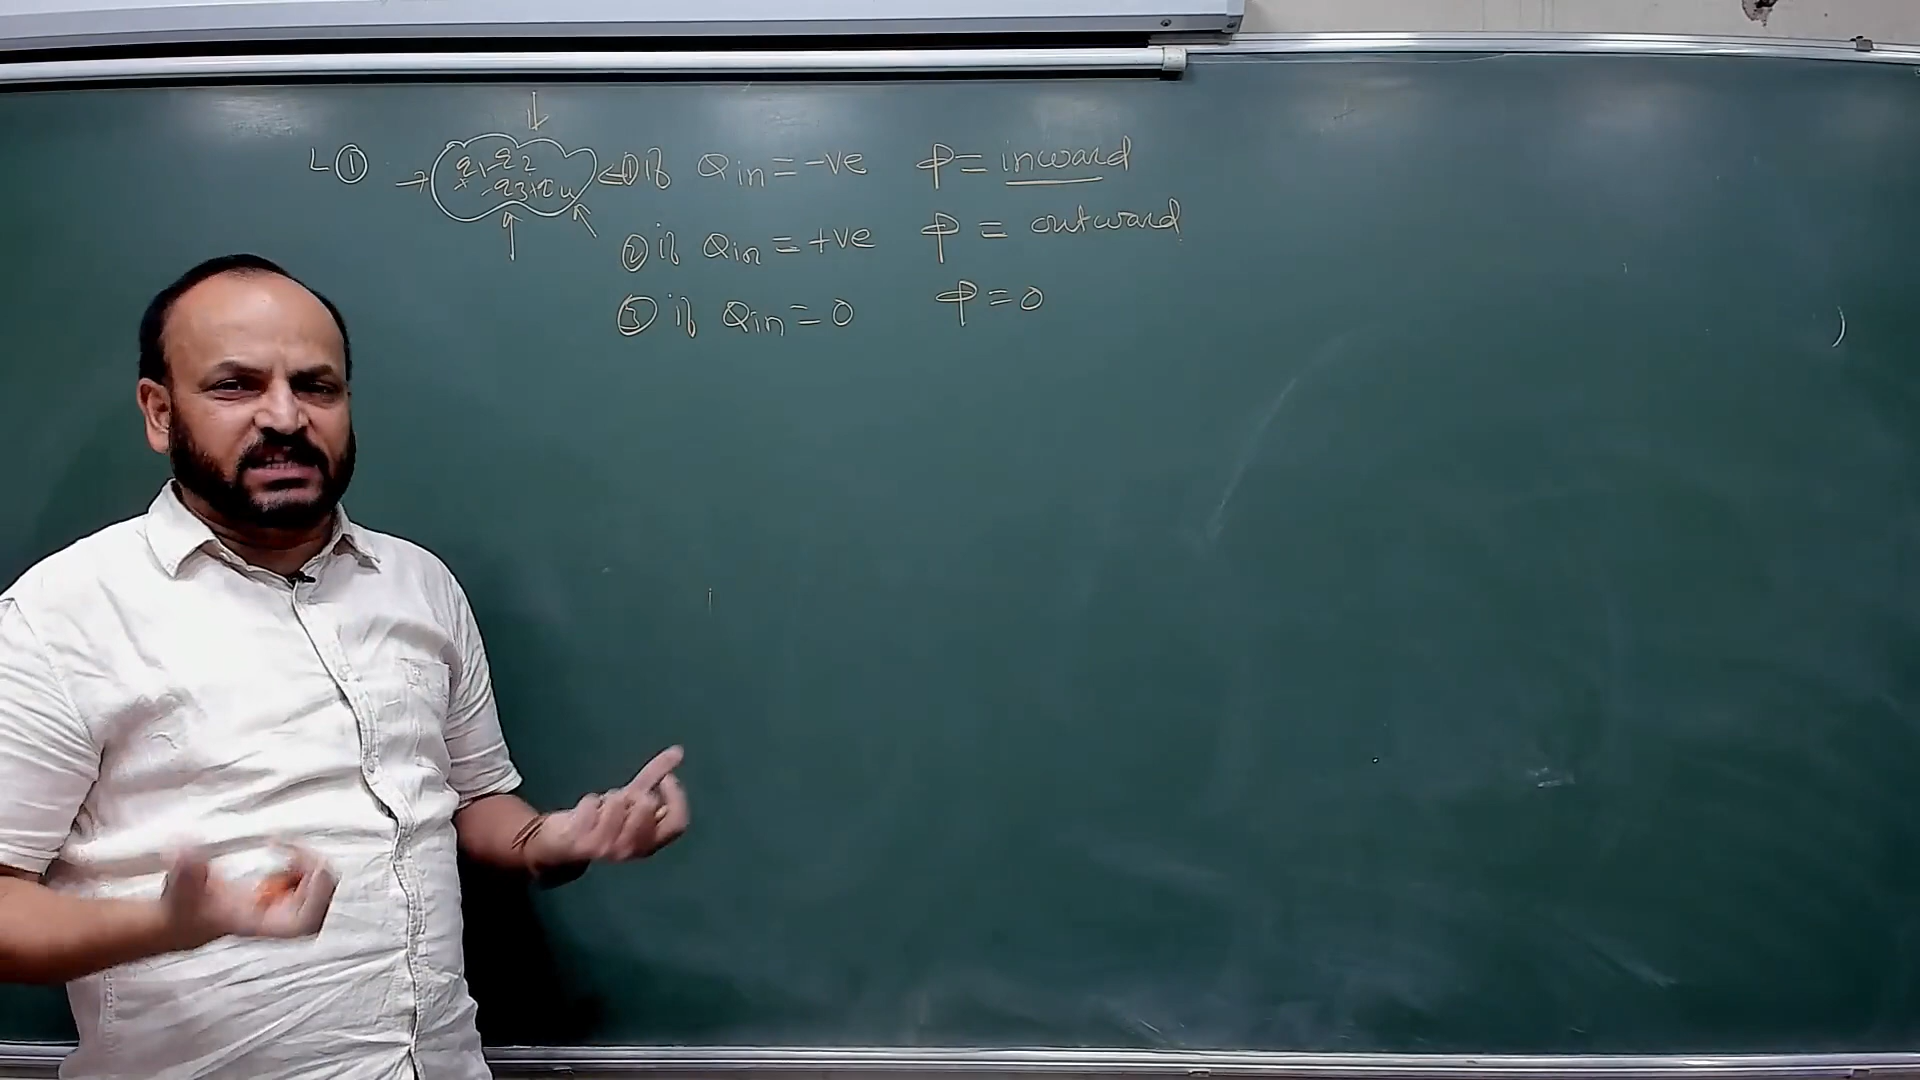 L ①
q1 -q2
+ -q3 +q4
① if Qin = -ve φ = inward
② if Qin = +ve φ = outward
③ if Qin = 0 φ = 0